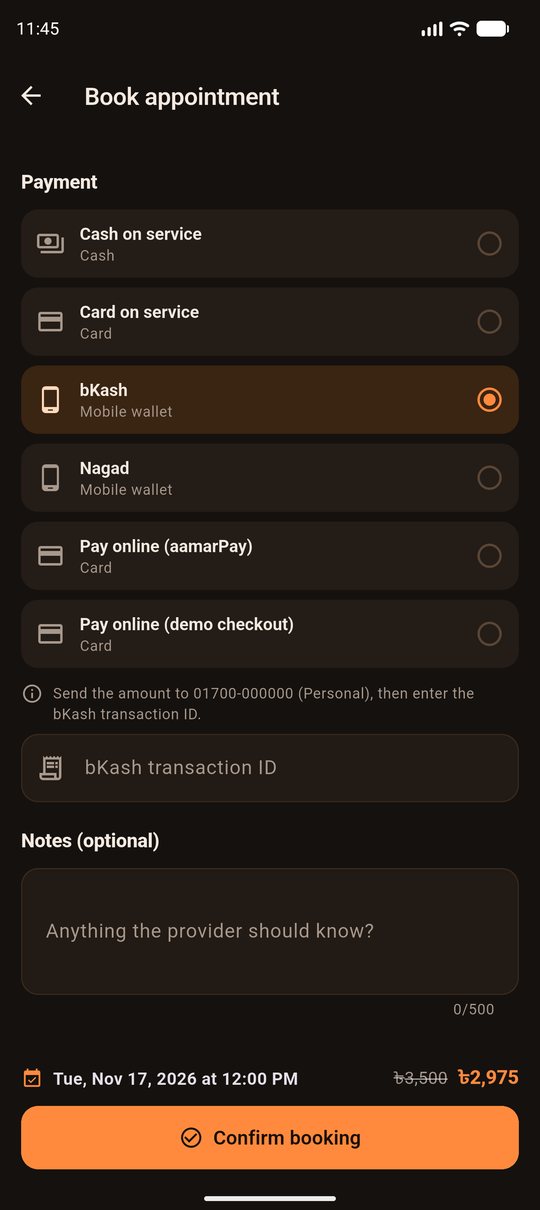 11:45
Book appointment
Payment
Cash on service
Cash
Card on service
Card
bKash
Mobile wallet
Nagad
Mobile wallet
Pay online (aamarPay)
Card
Pay online (demo checkout)
Card
Send the amount to 01700-000000 (Personal), then enter the
bKash transaction ID.
bKash transaction ID
Notes (optional)
Anything the provider should know?
0/500
Tue, Nov 17, 2026 at 12:00 PM ৳3,500 ৳2,975
Confirm booking